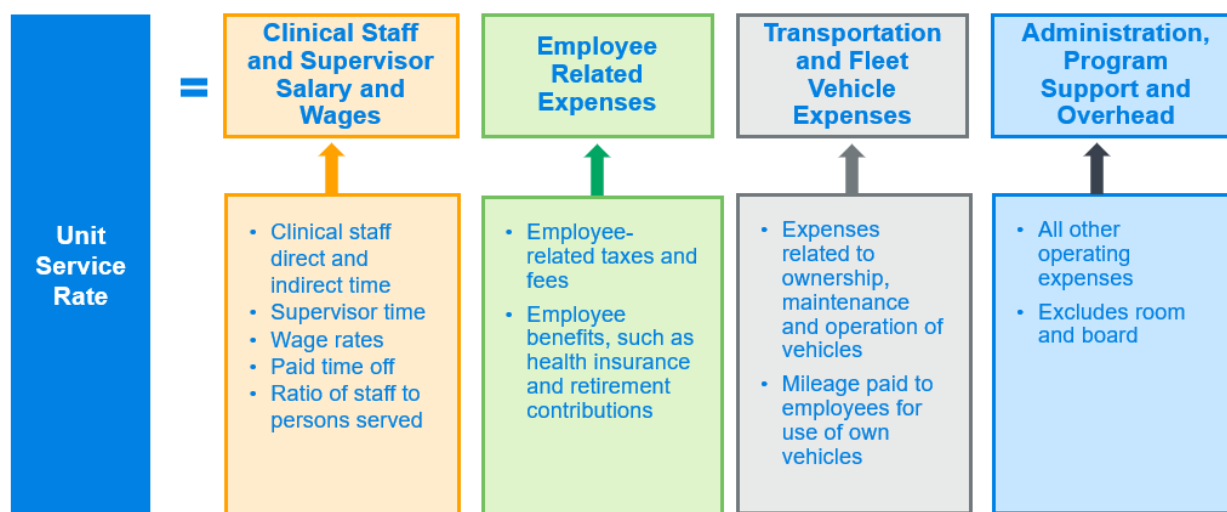 Unit
Service
Rate
=
Clinical Staff
and Supervisor
Salary and
Wages
Employee
Related
Expenses
Transportation
and Fleet
Vehicle
Expenses
Administration,
Program
Support and
Overhead
• Clinical staff
direct and
indirect time
• Supervisor time
• Wage rates
• Paid time off
• Ratio of staff to
persons served
• Employee-
related taxes and
fees
• Employee
benefits, such as
health insurance
and retirement
contributions
• Expenses
related to
ownership,
maintenance
and operation of
vehicles
• Mileage paid to
employees for
use of own
vehicles
• All other
operating
expenses
• Excludes room
and board